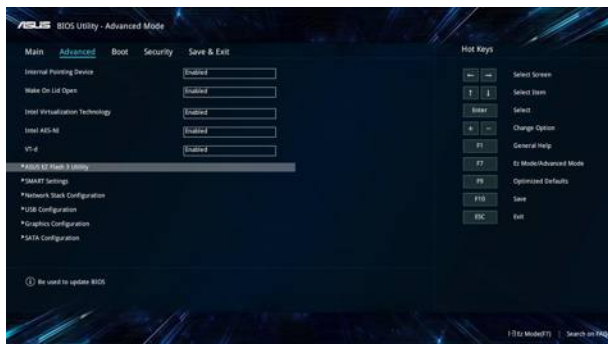 ASUS BIOS Utility - Advanced Mode
Main Advanced Boot Security Save & Exit
Hot Keys
Internal Pointing Device Enabled
Wake On Lid Open Enabled
Intel Virtualization Technology Enabled
Intel AES-NI Enabled
VT-d Enabled
ASUS EZ Flash 3 Utility
SMART Settings
Network Stack Configuration
USB Configuration
Graphics Configuration
SATA Configuration
Be used to update BIOS
← → Select Screen
↑ ↓ Select Item
Enter Select
+ - Change Option
F1 General Help
F7 Ez Mode/Advanced Mode
F9 Optimized Defaults
F10 Save
ESC Exit
Ez Mode(F7) | Search on FAQ